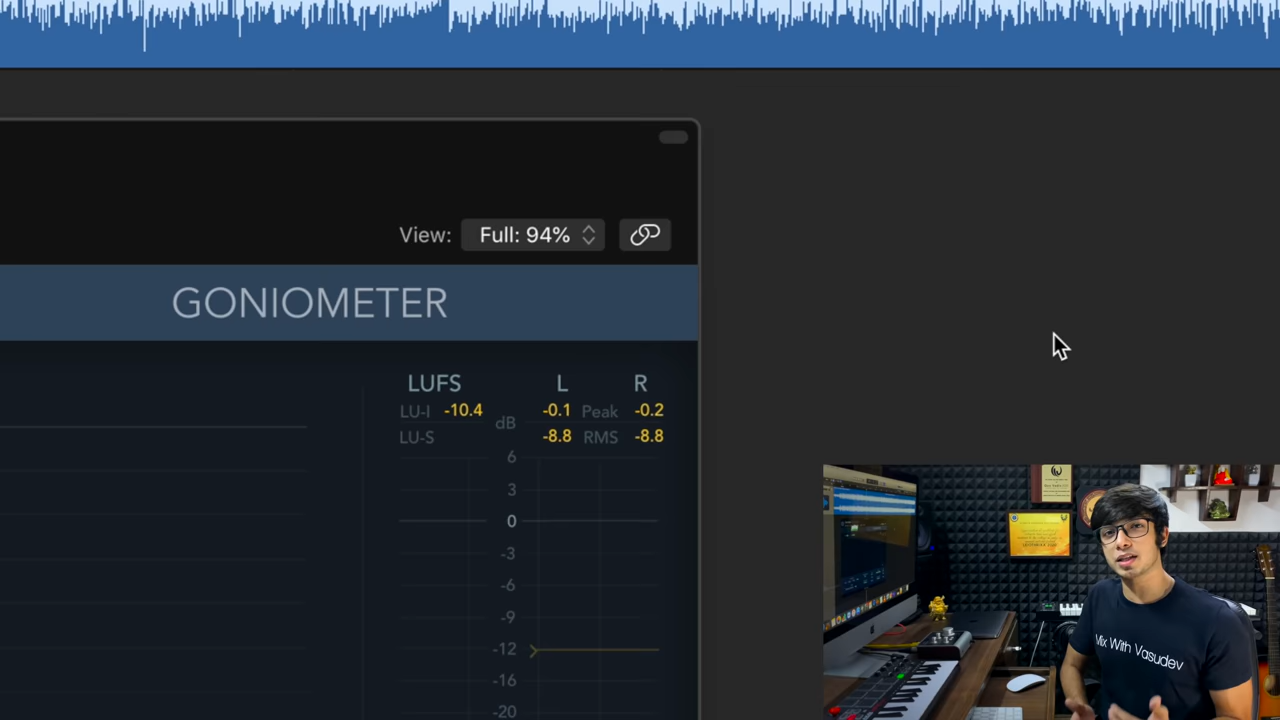 View: Full: 94%
GONIOMETER
LUFS L R
LU-I -10.4 dB -0.1 Peak -0.2
LU-S -8.8 RMS -8.8
6
3
0
-3
-6
-9
-12
-16
-20
Mix With Vasudev